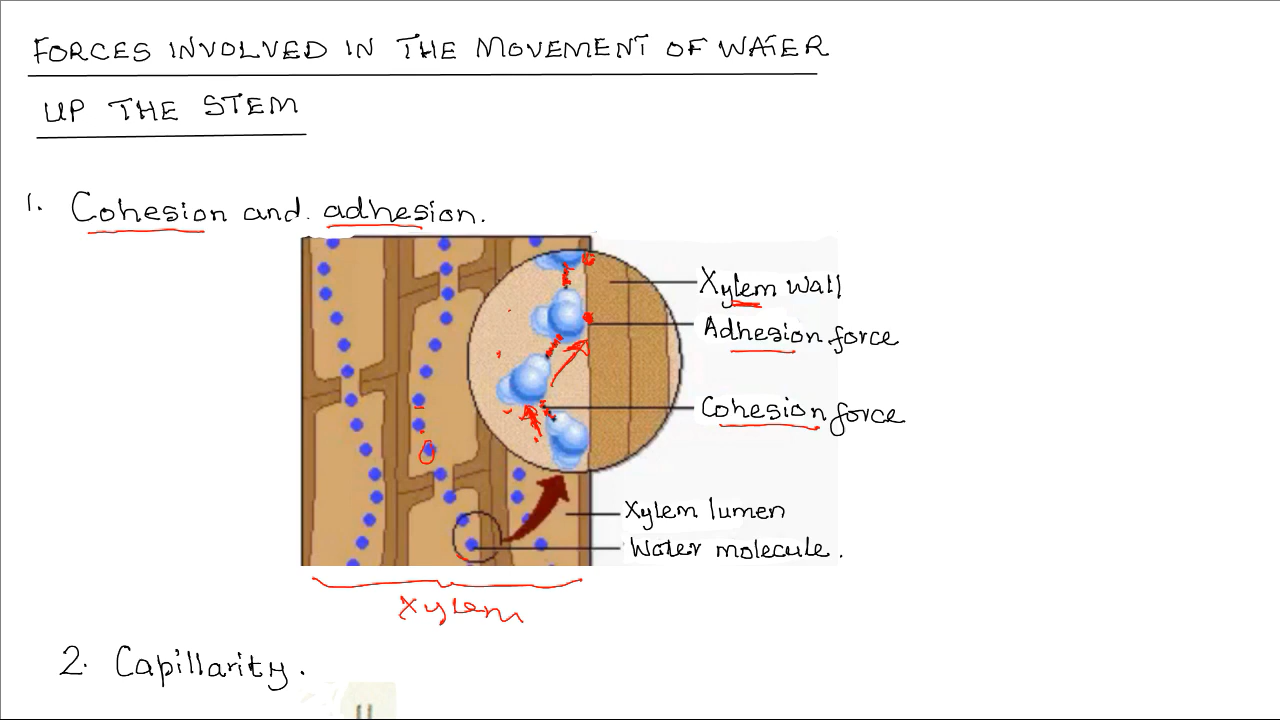 FORCES INVOLVED IN THE MOVEMENT OF WATER
UP THE STEM
1. Cohesion and adhesion.
Xylem wall
Adhesion force
Cohesion force
Xylem lumen
Water molecule.
Xylem
2. Capillarity.